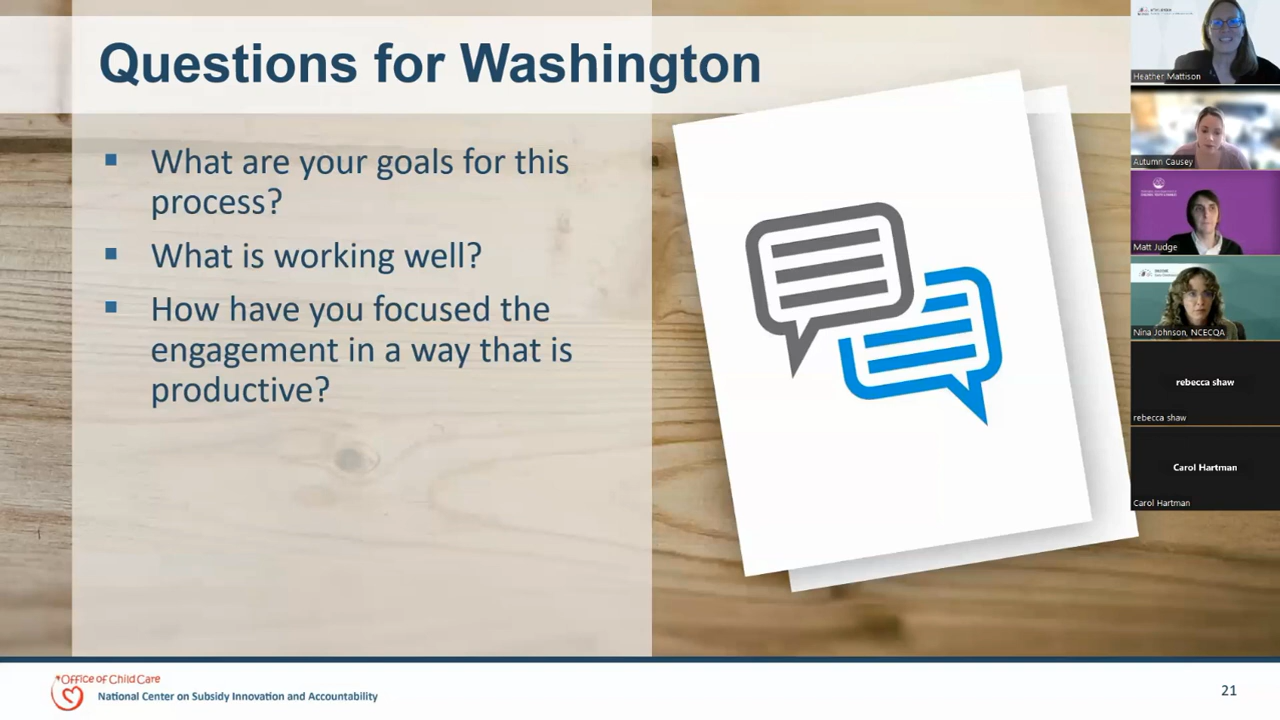 Questions for Washington
What are your goals for this
process?
What is working well?
How have you focused the
engagement in a way that is
productive?
Heather Mattison
Autumn Causey
Matt Judge
Nina Johnson, NCECQA
rebecca shaw
rebecca shaw
Carol Hartman
Carol Hartman
Office of Child Care
National Center on Subsidy Innovation and Accountability
21